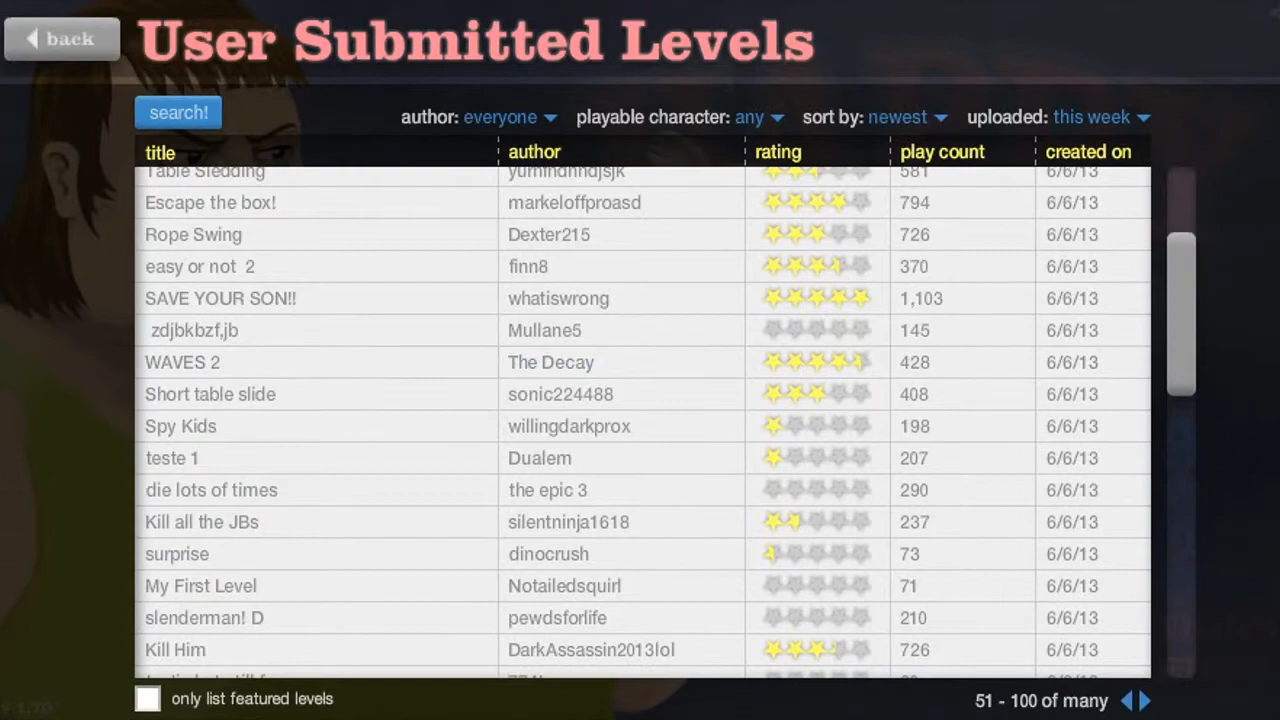 back
User Submitted Levels
search!
author: everyone playable character: any sort by: newest uploaded: this week
title author rating play count created on
Table Sledding 581 6/6/13
Escape the box! markeloffproasd 794 6/6/13
Rope Swing Dexter215 726 6/6/13
easy or not 2 finn8 370 6/6/13
SAVE YOUR SON!! whatiswrong 1,103 6/6/13
zdjbkbzf,jb Mullane5 145 6/6/13
WAVES 2 The Decay 428 6/6/13
Short table slide sonic224488 408 6/6/13
Spy Kids willingdarkprox 198 6/6/13
teste 1 Dualem 207 6/6/13
die lots of times the epic 3 290 6/6/13
Kill all the JBs silentninja1618 237 6/6/13
surprise dinocrush 73 6/6/13
My First Level Notailedsquirl 71 6/6/13
slenderman! D pewdsforlife 210 6/6/13
Kill Him DarkAssassin2013lol 726 6/6/13
only list featured levels 51 - 100 of many